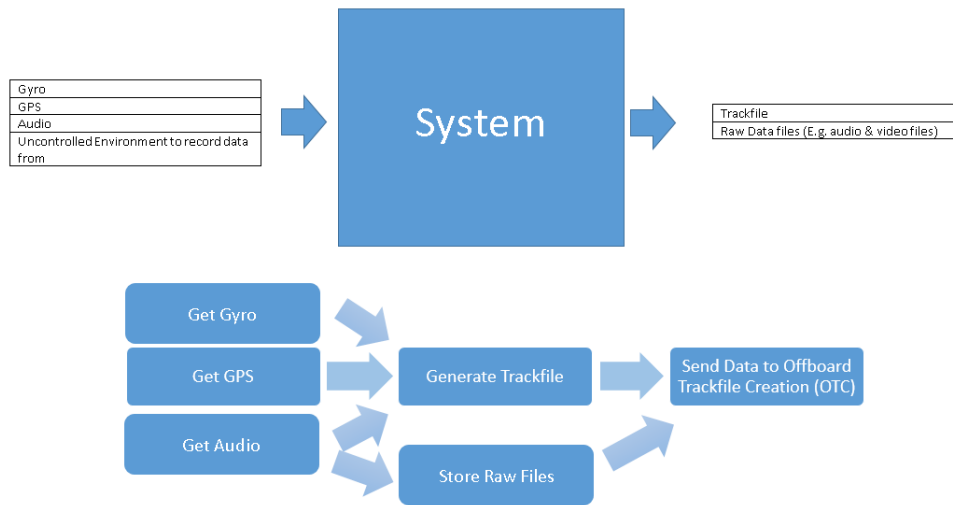 Gyro
GPS
Audio
Uncontrolled Environment to record data
from
System
Trackfile
Raw Data files (E.g. audio & video files)
Get Gyro
Get GPS
Get Audio
Generate Trackfile
Store Raw Files
Send Data to Offboard
Trackfile Creation (OTC)